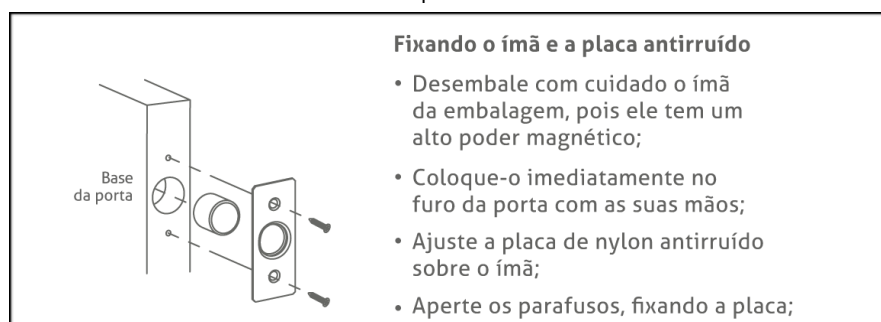 Fixando o ímã e a placa antirruído
• Desembale com cuidado o ímã
da embalagem, pois ele tem um
alto poder magnético;
• Coloque-o imediatamente no
furo da porta com as suas mãos;
• Ajuste a placa de nylon antirruído
sobre o ímã;
• Aperte os parafusos, fixando a placa;
Base
da porta